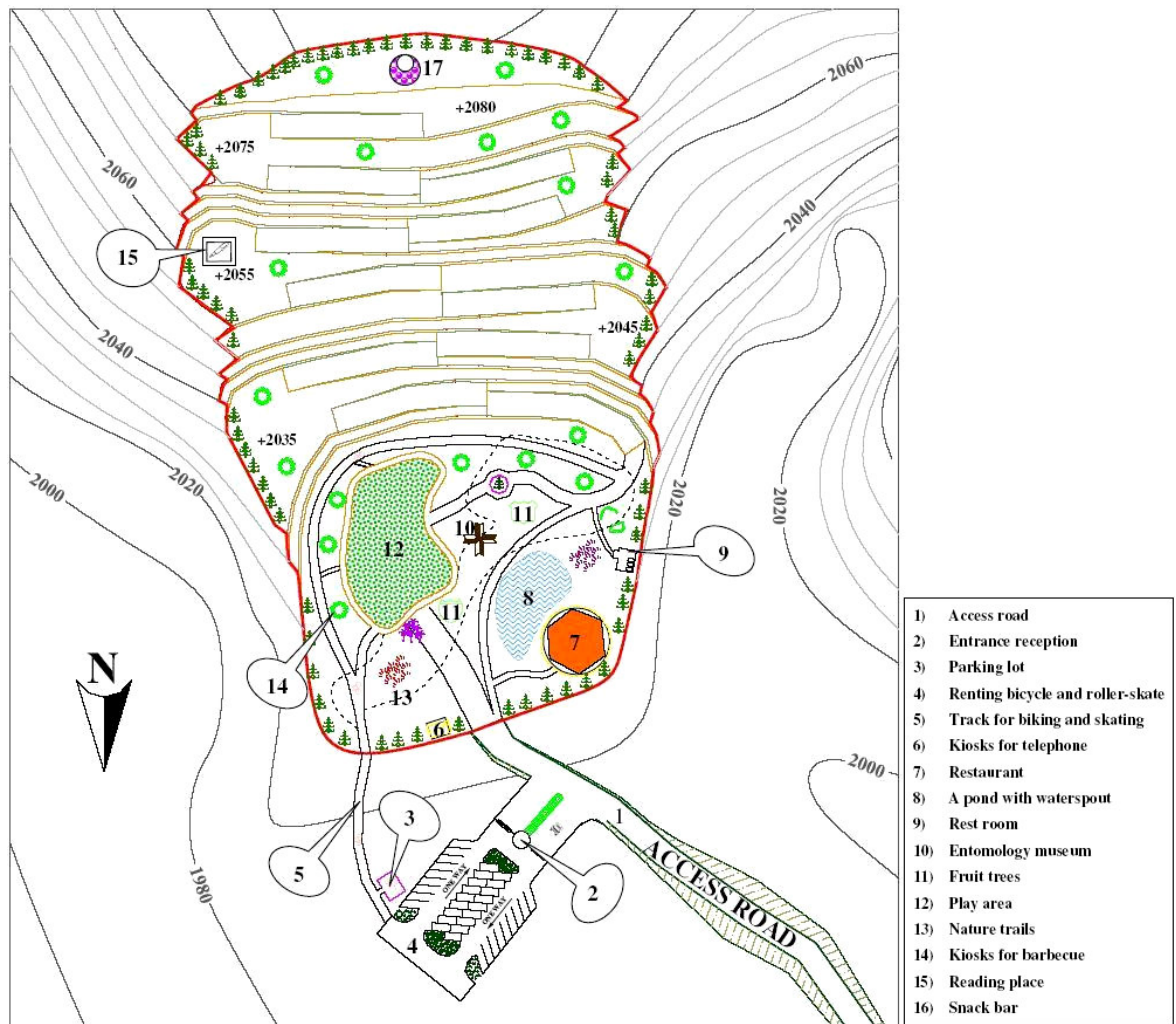 17
2060
+2080
+2075
2060
2040
15
+2055
+2045
2040
+2035
2020
2000
2020
2020
10
11
12
9
8
11
7
14
13
N
6
2000
3
1
ACCESS ROAD
5
ONE WAY
2
1980
ONE WAY
4
1) Access road
2) Entrance reception
3) Parking lot
4) Renting bicycle and roller-skate
5) Track for biking and skating
6) Kiosks for telephone
7) Restaurant
8) A pond with waterspout
9) Rest room
10) Entomology museum
11) Fruit trees
12) Play area
13) Nature trails
14) Kiosks for barbecue
15) Reading place
16) Snack bar